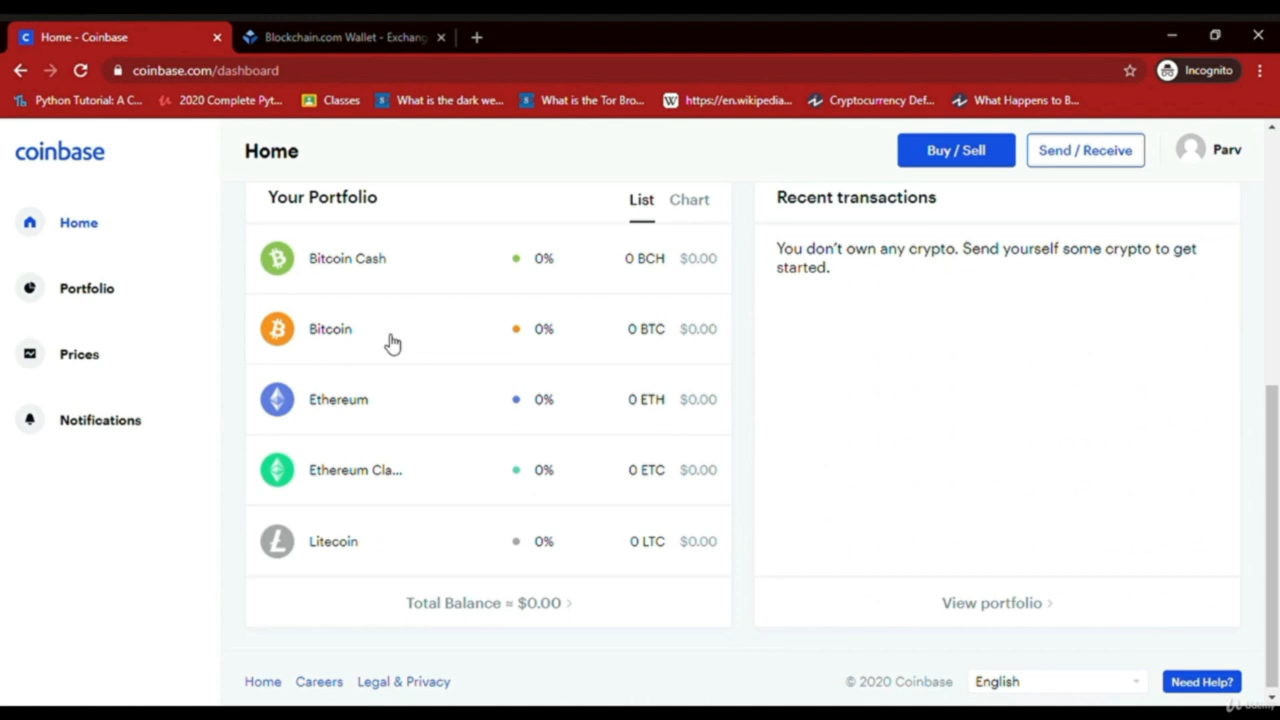 Home - Coinbase
Blockchain.com Wallet - Exchang
coinbase.com/dashboard
Incognito
Python Tutorial: A C...
2020 Complete Pyt...
Classes
What is the dark we...
What is the Tor Bro...
https://en.wikipedia...
Cryptocurrency Def...
What Happens to B...
coinbase
Home
Buy / Sell
Send / Receive
Parv
Home
Portfolio
Prices
Notifications
Your Portfolio
List
Chart
Bitcoin Cash
0%
0 BCH
$0.00
Bitcoin
0%
0 BTC
$0.00
Ethereum
0%
0 ETH
$0.00
Ethereum Cla...
0%
0 ETC
$0.00
Litecoin
0%
0 LTC
$0.00
Total Balance ≈ $0.00 >
Recent transactions
You don't own any crypto. Send yourself some crypto to get
started.
View portfolio >
Home
Careers
Legal & Privacy
© 2020 Coinbase
English
Need Help?
Udemy